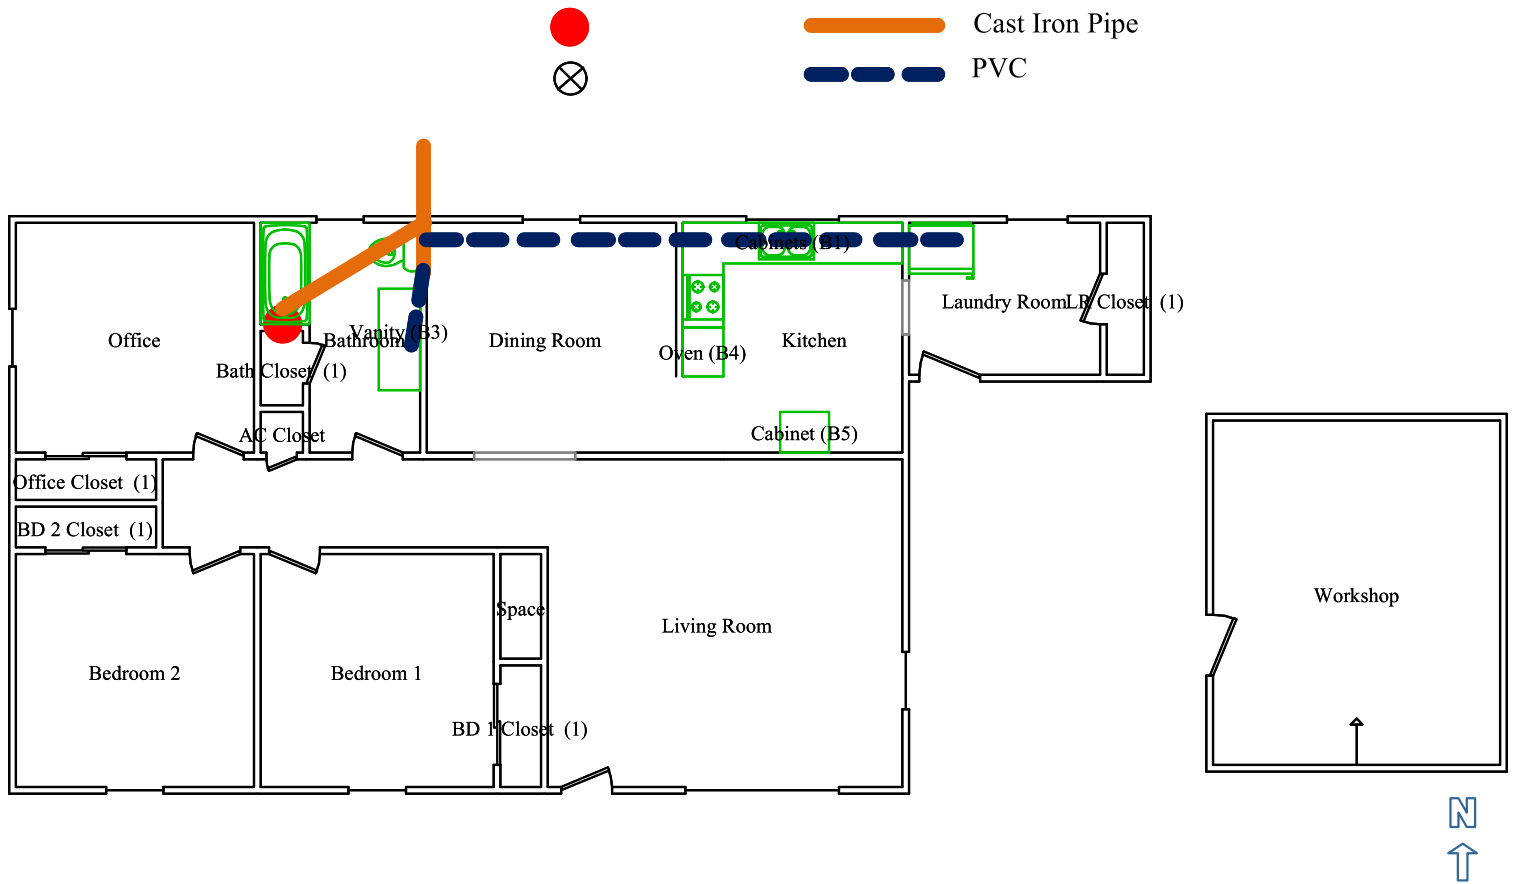 Cast Iron Pipe
PVC
Cabinets (B1)
Laundry Room
LR Closet  (1)
Office
Bathroom
Vanity (B3)
Dining Room
Kitchen
Oven (B4)
Bath Closet  (1)
AC Closet
Cabinet (B5)
Office Closet  (1)
BD 2 Closet  (1)
Workshop
Space
Living Room
Bedroom 2
Bedroom 1
BD 1 Closet  (1)
N